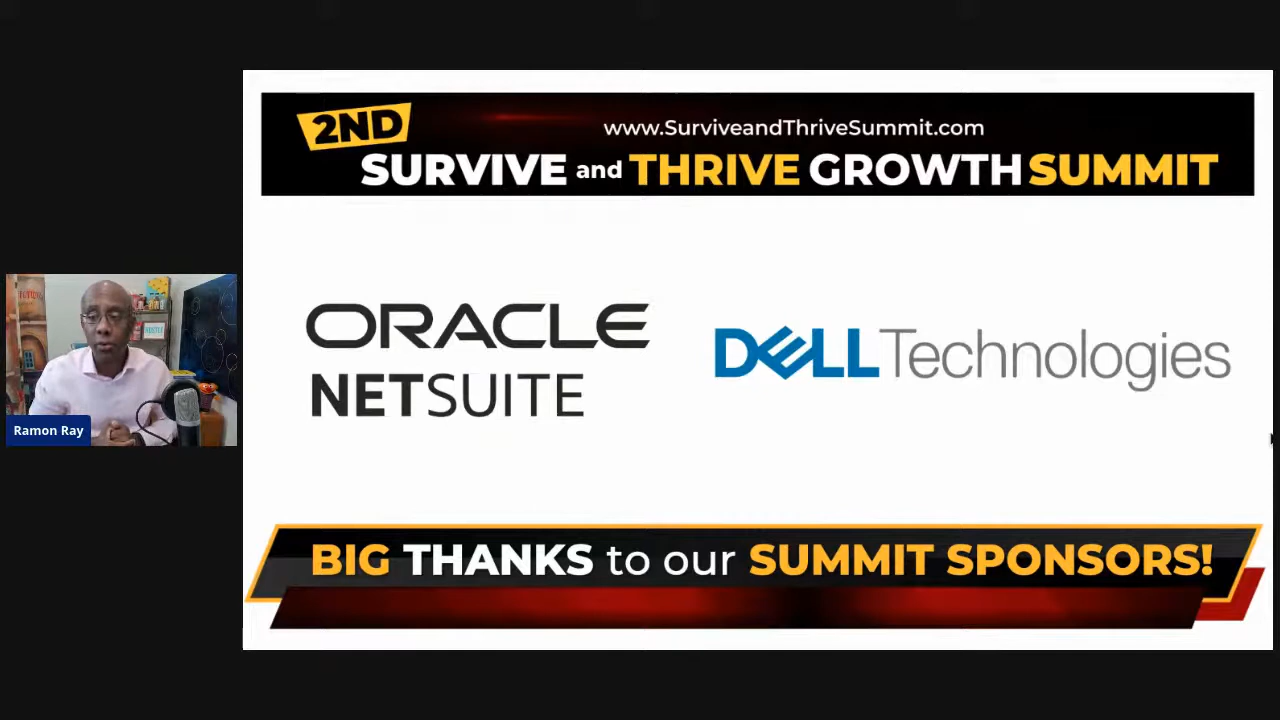 2ND
www.SurviveandThriveSummit.com
SURVIVE and THRIVE GROWTH SUMMIT
ORACLE
NETSUITE
DELL Technologies
Ramon Ray
BIG THANKS to our SUMMIT SPONSORS!